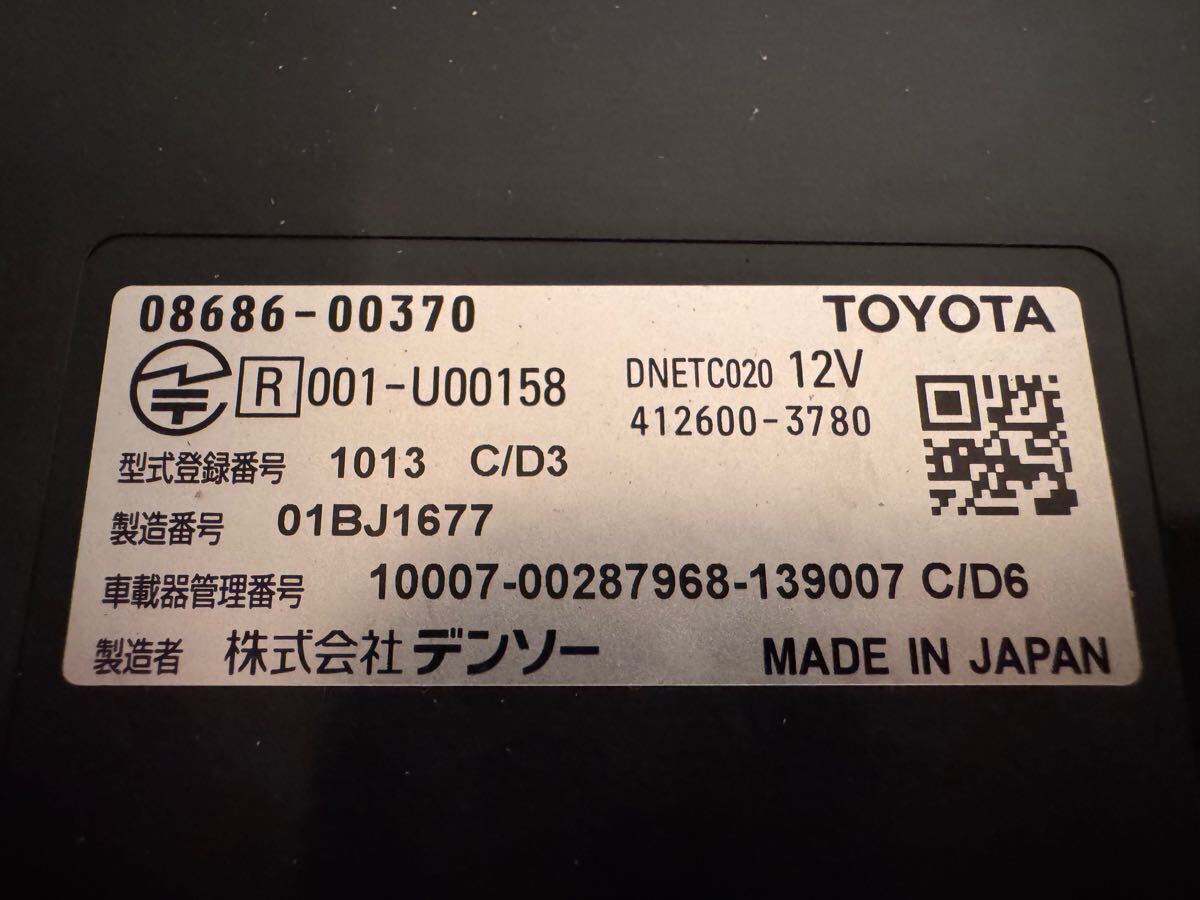 08686-00370 TOYOTA
R 001-U00158 DNETC020 12V
412600-3780
型式登録番号 1013 C/D3
製造番号 01BJ1677
車載器管理番号 10007-00287968-139007 C/D6
製造者 株式会社デンソー MADE IN JAPAN